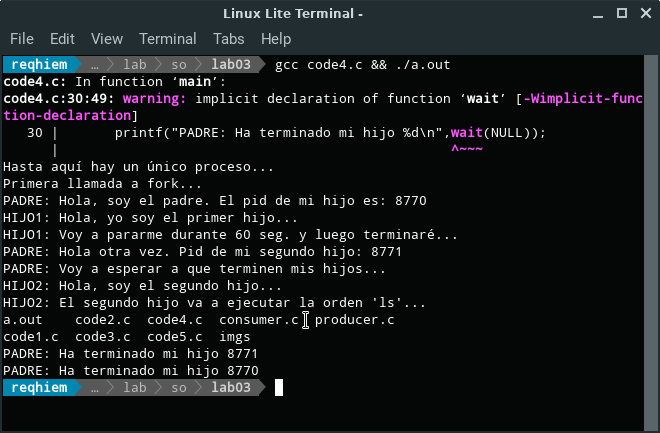 Linux Lite Terminal -
File Edit View Terminal Tabs Help
reqhiem … lab so lab03 gcc code4.c && ./a.out
code4.c: In function ‘main’:
code4.c:30:49: warning: implicit declaration of function ‘wait’ [-Wimplicit-func
tion-declaration]
30 | printf("PADRE: Ha terminado mi hijo %d\n",wait(NULL));
| ^~~~
Hasta aquí hay un único proceso...
Primera llamada a fork...
PADRE: Hola, soy el padre. El pid de mi hijo es: 8770
HIJO1: Hola, yo soy el primer hijo...
HIJO1: Voy a pararme durante 60 seg. y luego terminaré...
PADRE: Hola otra vez. Pid de mi segundo hijo: 8771
PADRE: Voy a esperar a que terminen mis hijos...
HIJO2: Hola, soy el segundo hijo...
HIJO2: El segundo hijo va a ejecutar la orden 'ls'...
a.out code2.c code4.c consumer.c producer.c
code1.c code3.c code5.c imgs
PADRE: Ha terminado mi hijo 8771
PADRE: Ha terminado mi hijo 8770
reqhiem … lab so lab03